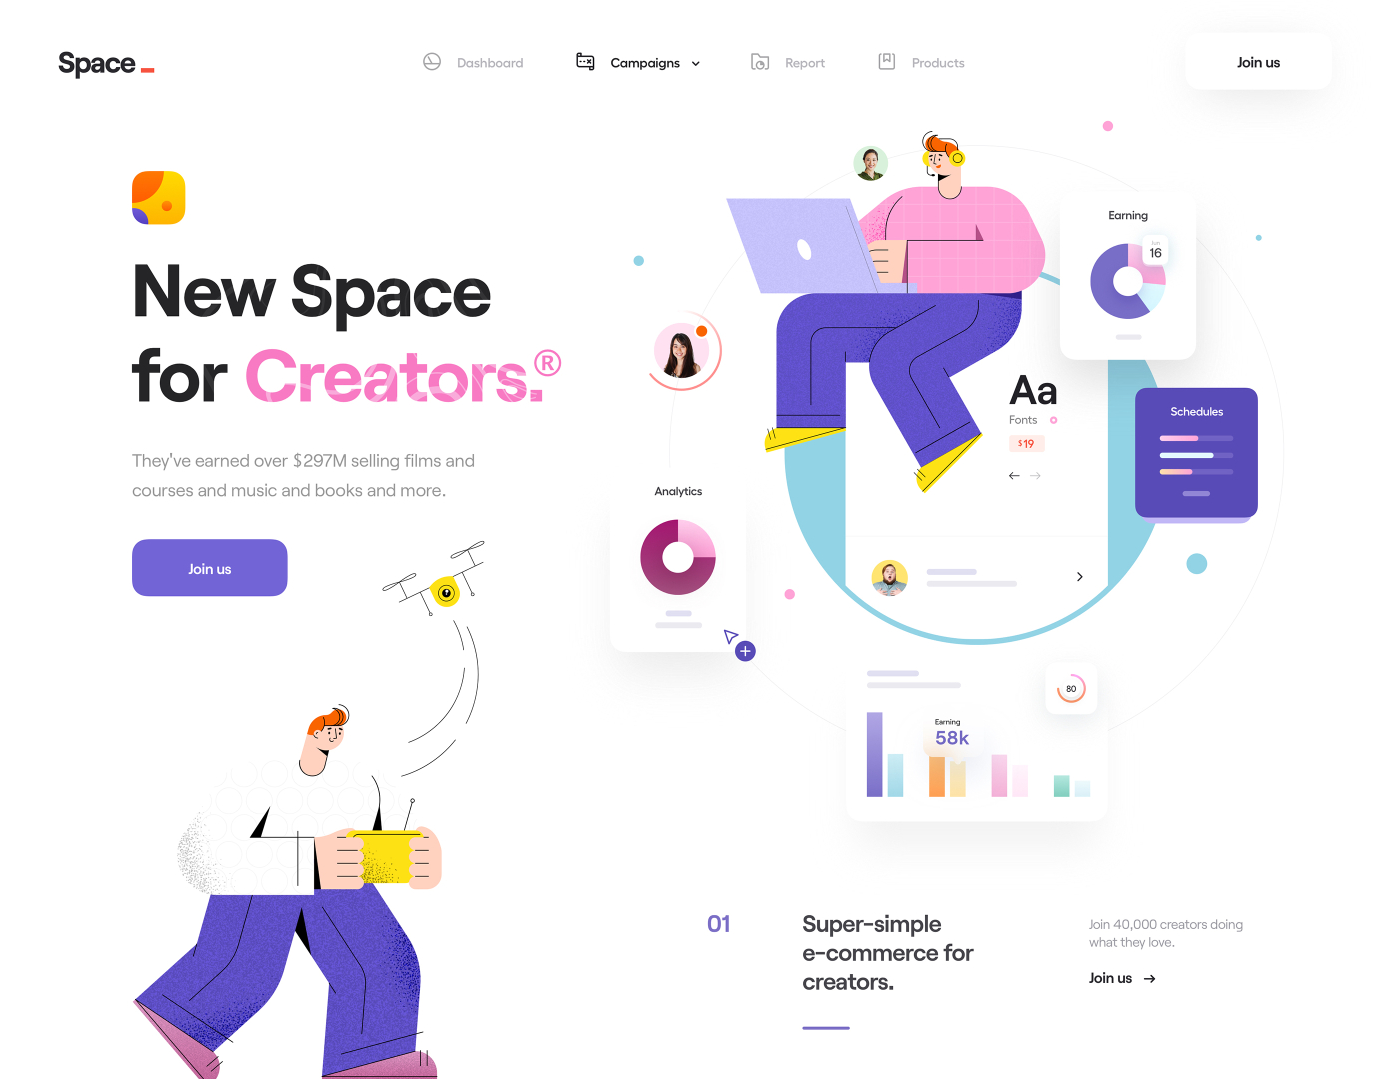 Space
Dashboard
Campaigns
Report
Products
Join us
New Space
for Creators.®
They've earned over $297M selling films and
courses and music and books and more.
Join us
Earning
16
Aa
Fonts
$19
Schedules
Analytics
80
Earning
58k
01
Super-simple
e-commerce for
creators.
Join 40,000 creators doing
what they love.
Join us